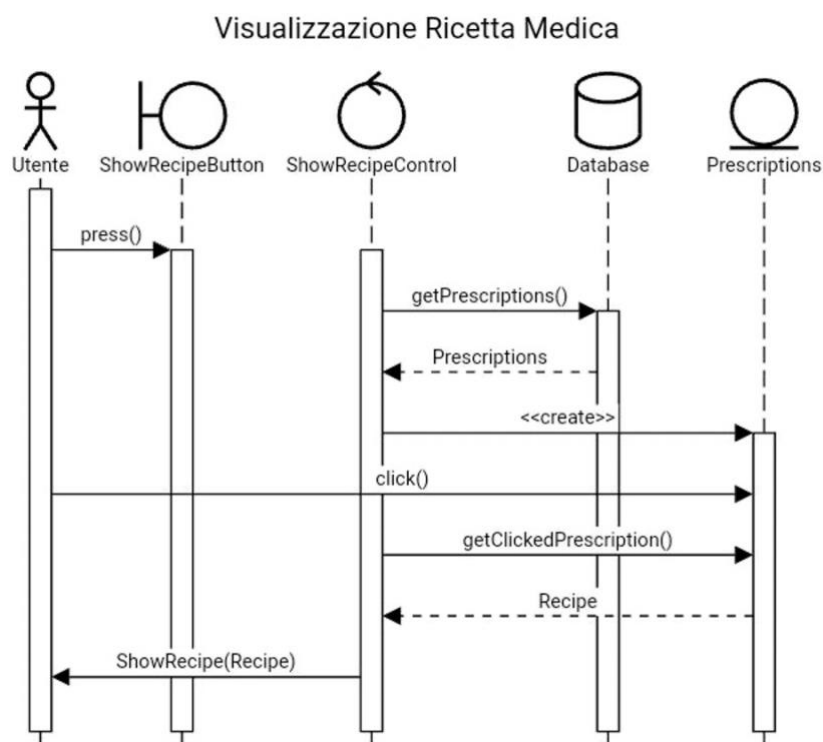 Visualizzazione Ricetta Medica
Utente
ShowRecipeButton
ShowRecipeControl
Database
Prescriptions
press()
getPrescriptions()
Prescriptions
<<create>>
click()
getClickedPrescription()
Recipe
ShowRecipe(Recipe)